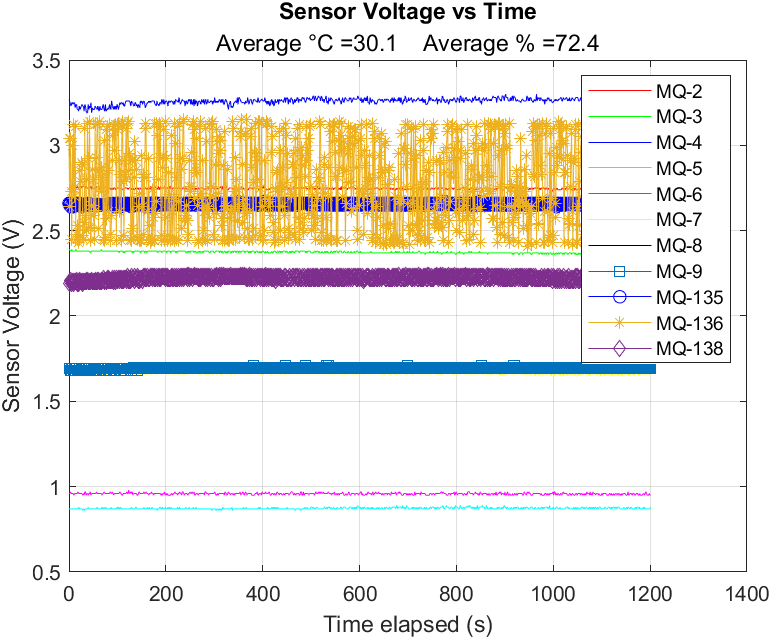 Sensor Voltage vs Time
Average °C =30.1 Average % =72.4
Sensor Voltage (V)
3.5
3
2.5
2
1.5
1
0.5
0
200
400
600
800
1000
1200
1400
Time elapsed (s)
MQ-2
MQ-3
MQ-4
MQ-5
MQ-6
MQ-7
MQ-8
MQ-9
MQ-135
MQ-136
MQ-138